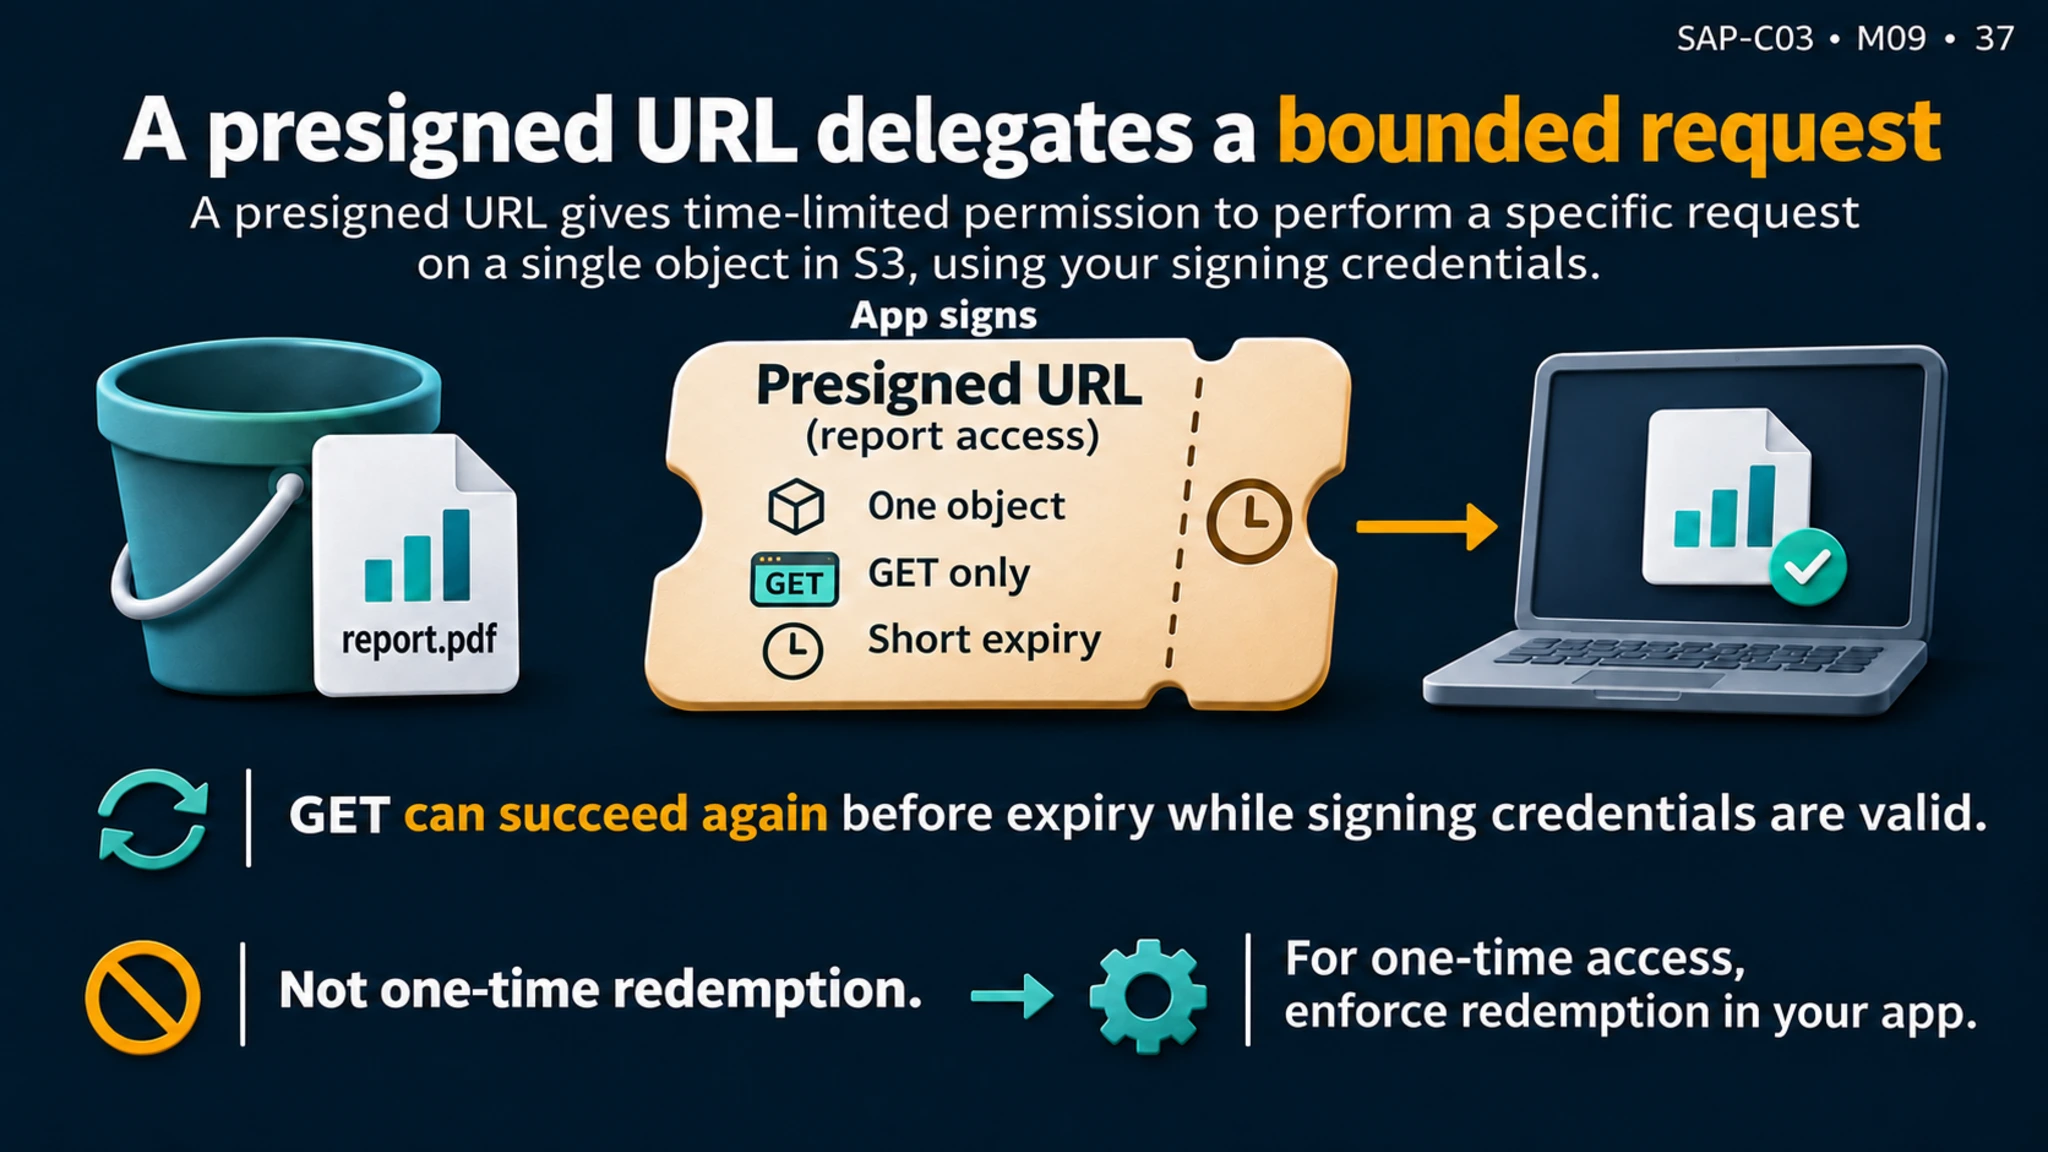 SAP-C03 • M09 • 37
A presigned URL delegates a bounded request
A presigned URL gives time-limited permission to perform a specific request
on a single object in S3, using your signing credentials.
App signs
Presigned URL
(report access)
One object
GET
GET only
Short expiry
report.pdf
GET can succeed again before expiry while signing credentials are valid.
Not one-time redemption.
For one-time access,
enforce redemption in your app.